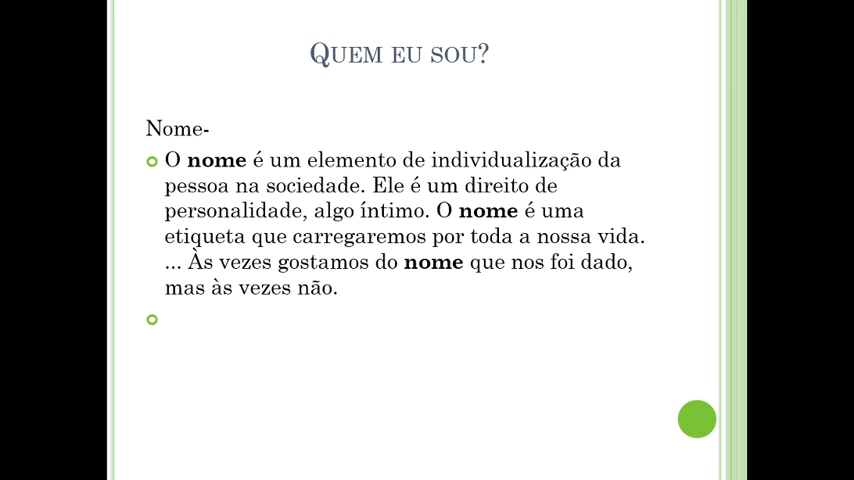 Quem eu sou?
Nome-
O nome é um elemento de individualização da
pessoa na sociedade. Ele é um direito de
personalidade, algo íntimo. O nome é uma
etiqueta que carregaremos por toda a nossa vida.
... Às vezes gostamos do nome que nos foi dado,
mas às vezes não.